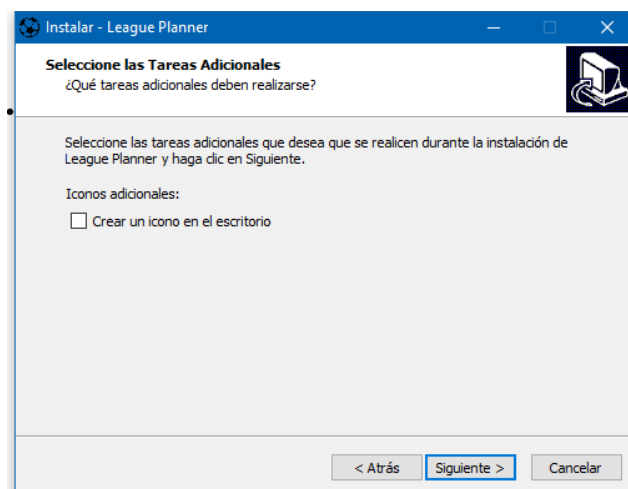 Instalar - League Planner
Seleccione las Tareas Adicionales
¿Qué tareas adicionales deben realizarse?
Seleccione las tareas adicionales que desea que se realicen durante la instalación de
League Planner y haga clic en Siguiente.
Iconos adicionales:
Crear un icono en el escritorio
< Atrás
Siguiente >
Cancelar